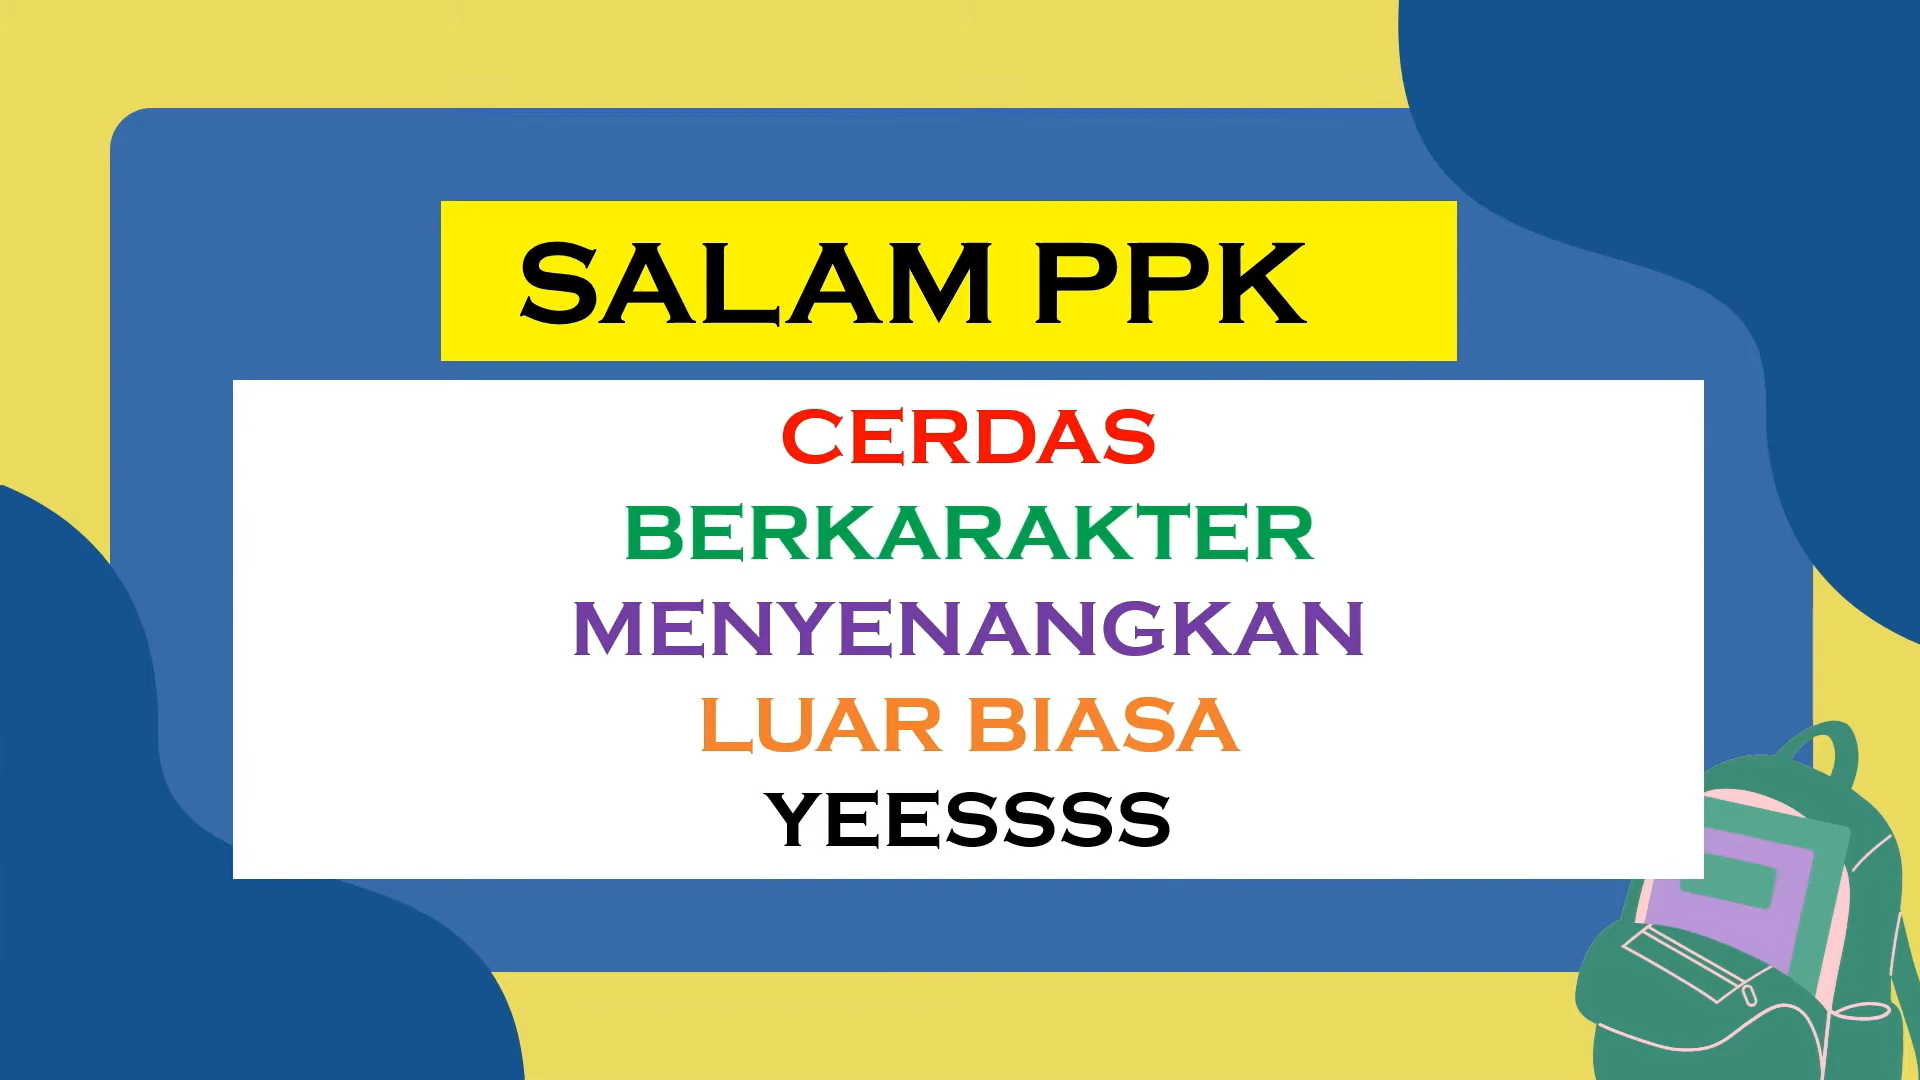 SALAM PPK
CERDAS
BERKARAKTER
MENYENANGKAN
LUAR BIASA
YEESSSS